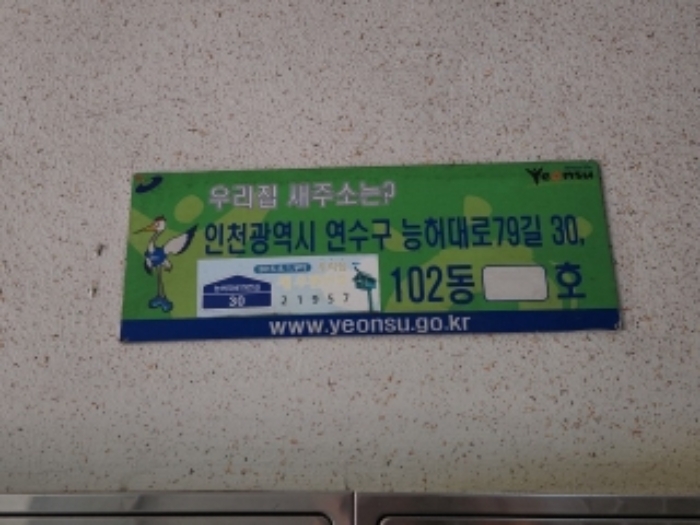 Yeonsu
우리집 새주소는?
인천광역시 연수구 능허대로79길 30,
30
21957
102동 호
www.yeonsu.go.kr